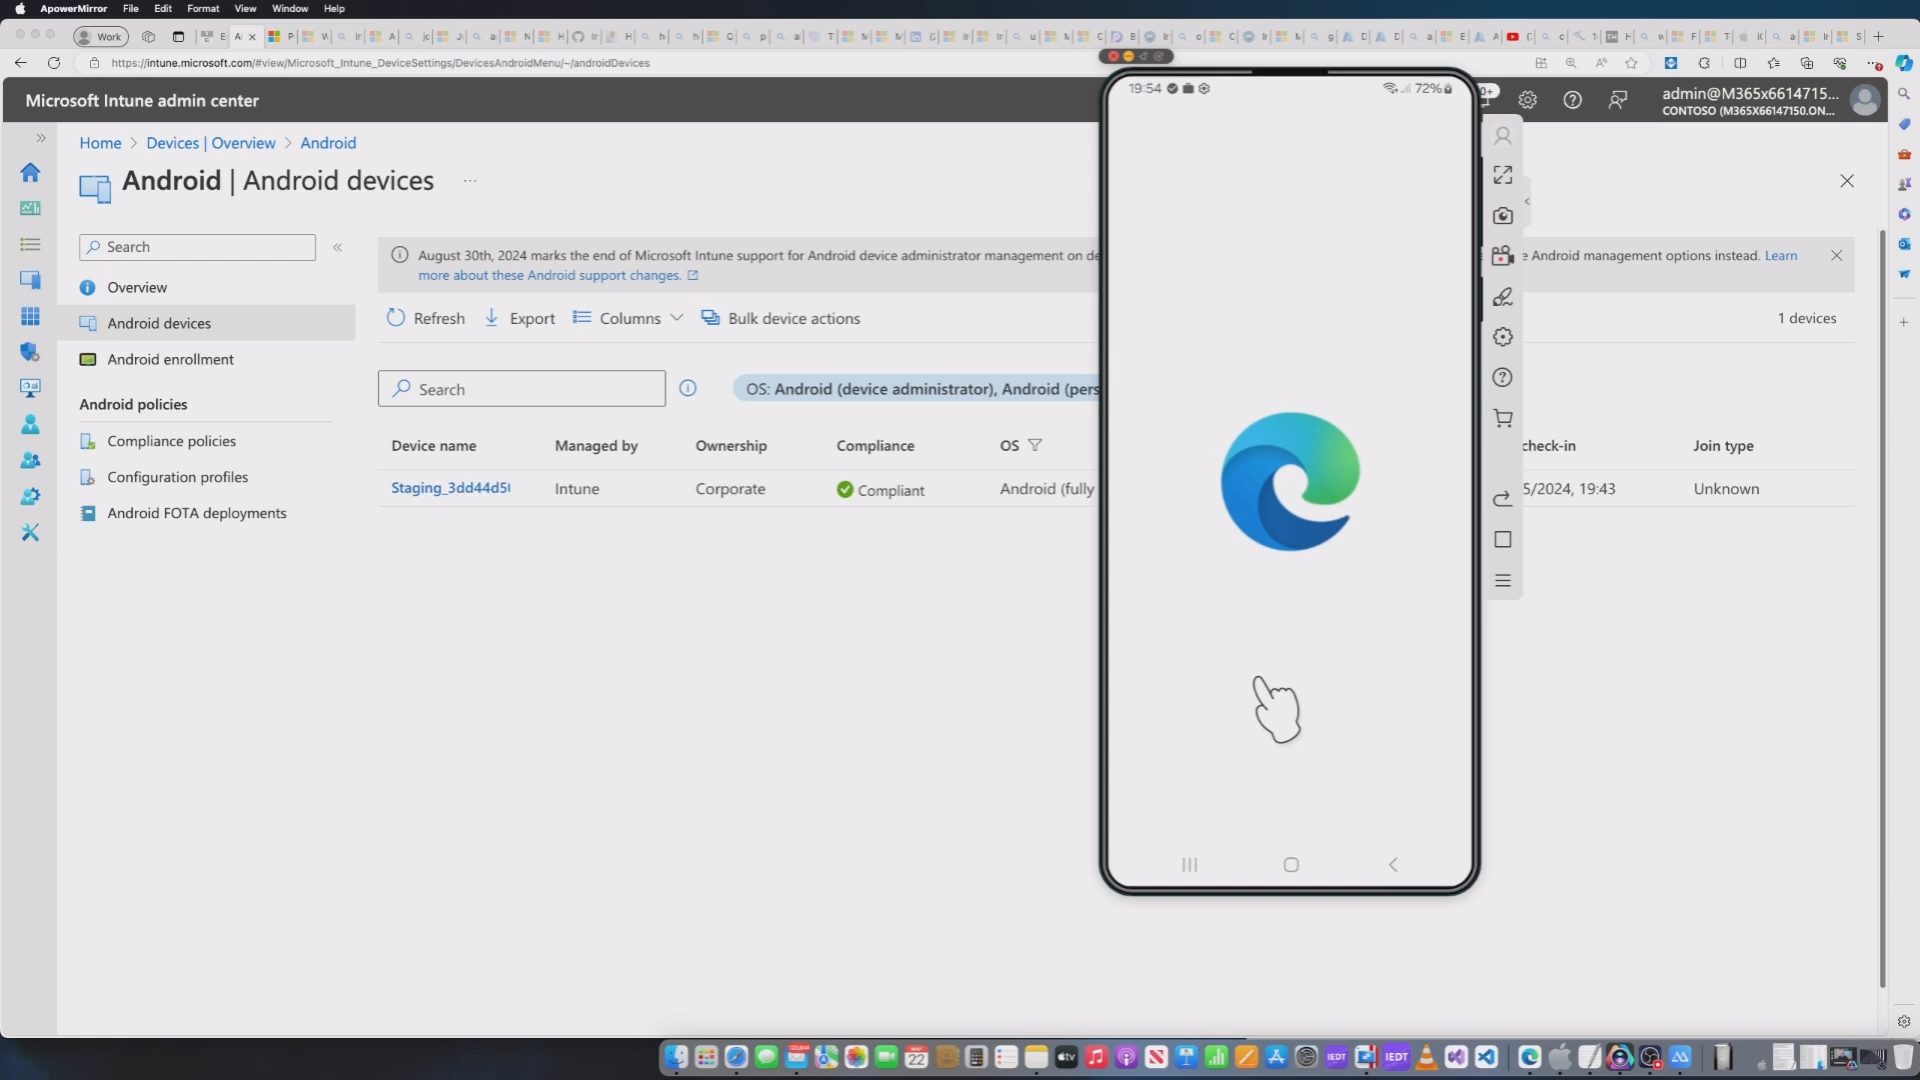 ApowerMirror File Edit Format View Window Help
Work
https://intune.microsoft.com/#view/Microsoft_Intune_DeviceSettings/DevicesAndroidMenu/~/androidDevices
Microsoft Intune admin center
admin@M365x6614715...
CONTOSO (M365X66147150.ON...
Home > Devices | Overview > Android
Android | Android devices
...
Search
Overview
Android devices
Android enrollment
Android policies
Compliance policies
Configuration profiles
Android FOTA deployments
August 30th, 2024 marks the end of Microsoft Intune support for Android device administrator management on de
e Android management options instead. Learn
more about these Android support changes.
Refresh Export Columns Bulk device actions
1 devices
Search
OS: Android (device administrator), Android (pers
Device name Managed by Ownership Compliance OS check-in Join type
Staging_3dd44d5 Intune Corporate Compliant Android (fully 5/2024, 19:43 Unknown
19:54
72%
22
tv
IEDT
IEDT